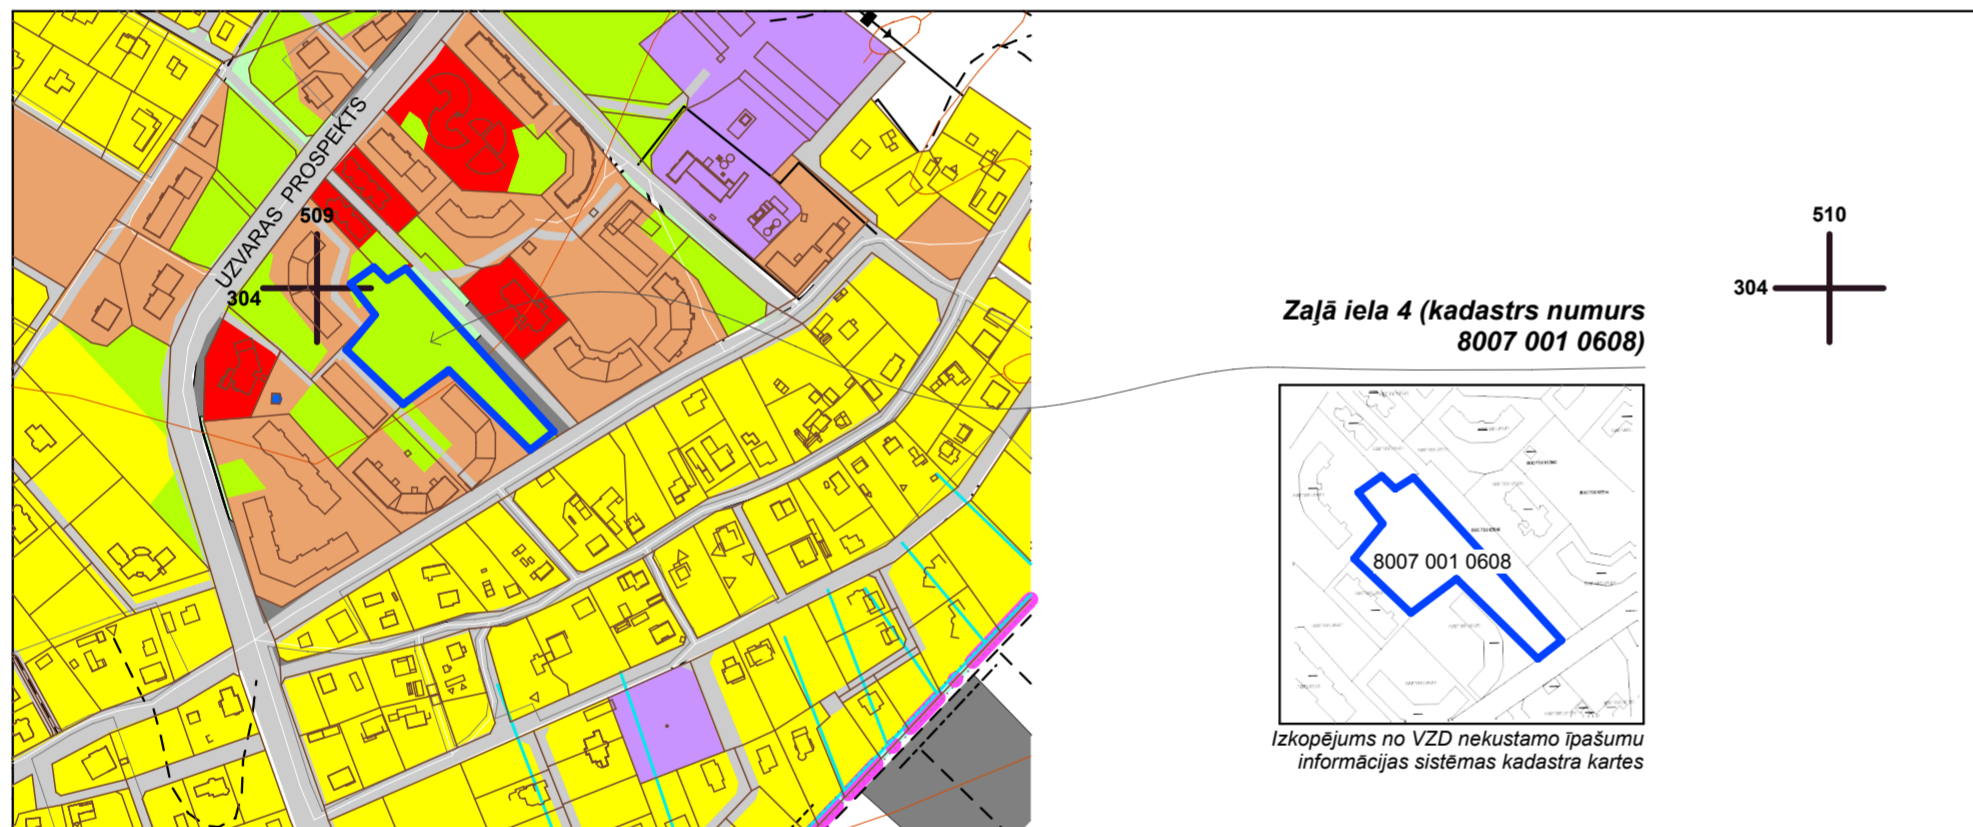 UZVARAS PROSPEKTS
509
304
510
304
Zaļā iela 4 (kadastrs numurs
8007 001 0608)
8007 001 0608
Izkopējums no VZD nekustamo īpašumu
informācijas sistēmas kadastra kartes